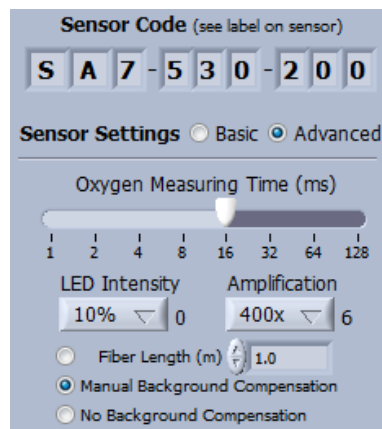 Sensor Code (see label on sensor)
S A 7 - 5 3 0 - 2 0 0
Sensor Settings Basic Advanced
Oxygen Measuring Time (ms)
1 2 4 8 16 32 64 128
LED Intensity Amplification
10% 0 400x 6
Fiber Length (m) 1.0
Manual Background Compensation
No Background Compensation